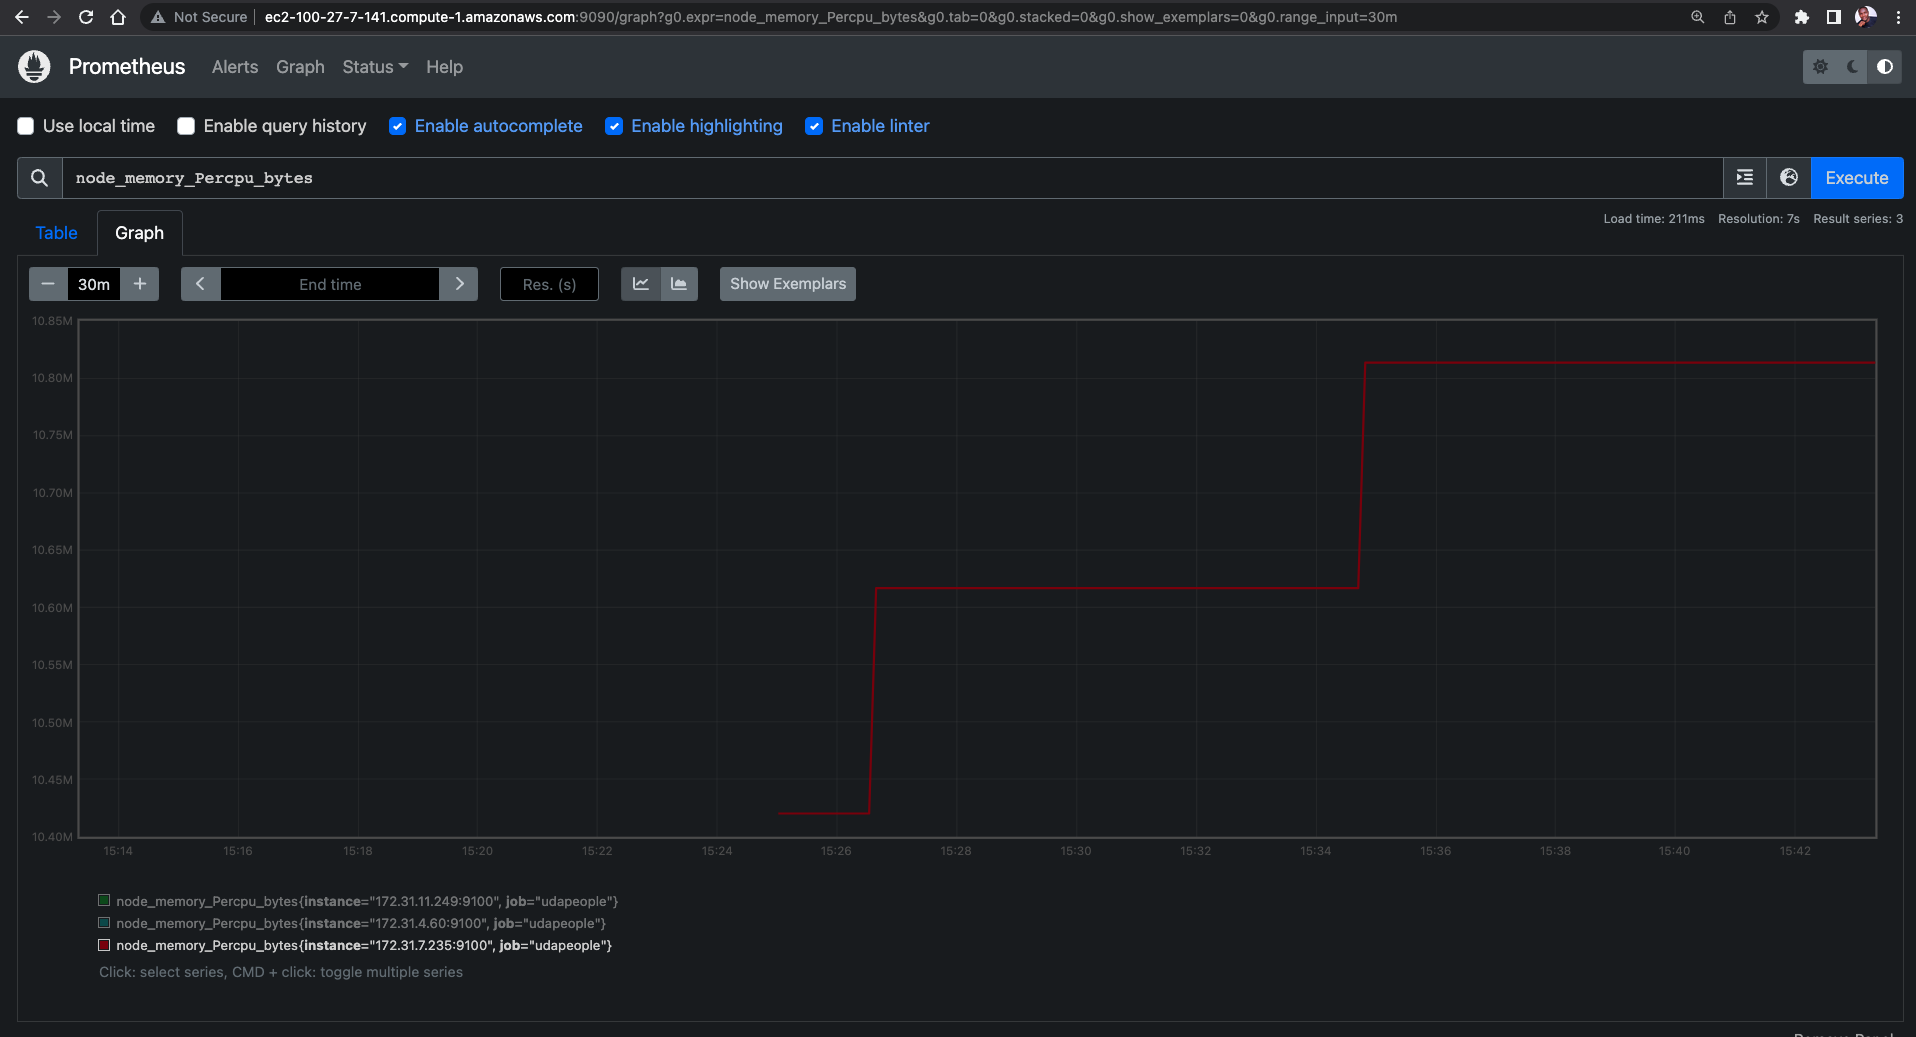 Not Secure ec2-100-27-7-141.compute-1.amazonaws.com:9090/graph?g0.expr=node_memory_Percpu_bytes&g0.tab=0&g0.stacked=0&g0.show_exemplars=0&g0.range_input=30m
Prometheus Alerts Graph Status Help
Use local time Enable query history Enable autocomplete Enable highlighting Enable linter
node_memory_Percpu_bytes Execute
Load time: 211ms Resolution: 7s Result series: 3
Table Graph
30m End time Res. (s) Show Exemplars
10.85M
10.80M
10.75M
10.70M
10.65M
10.60M
10.55M
10.50M
10.45M
10.40M
15:14 15:16 15:18 15:20 15:22 15:24 15:26 15:28 15:30 15:32 15:34 15:36 15:38 15:40 15:42
node_memory_Percpu_bytes{instance="172.31.11.249:9100", job="udapeople"}
node_memory_Percpu_bytes{instance="172.31.4.60:9100", job="udapeople"}
node_memory_Percpu_bytes{instance="172.31.7.235:9100", job="udapeople"}
Click: select series, CMD + click: toggle multiple series